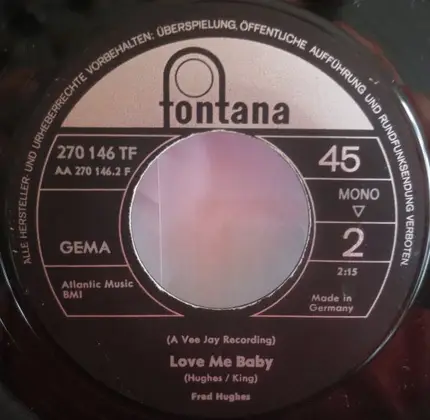 ALLE HERSTELLER- UND URHEBERRECHTE VORBEHALTEN: ÜBERSPIELUNG, ÖFFENTLICHE AUFFÜHRUNG UND RUNDFUNKSENDUNG VERBOTEN.
fontana
270 146 TF
AA 270 146.2 F
45
MONO
GEMA
2
2:15
Atlantic Music
BMI
Made in
Germany
(A Vee Jay Recording)
Love Me Baby
(Hughes / King)
Fred Hughes